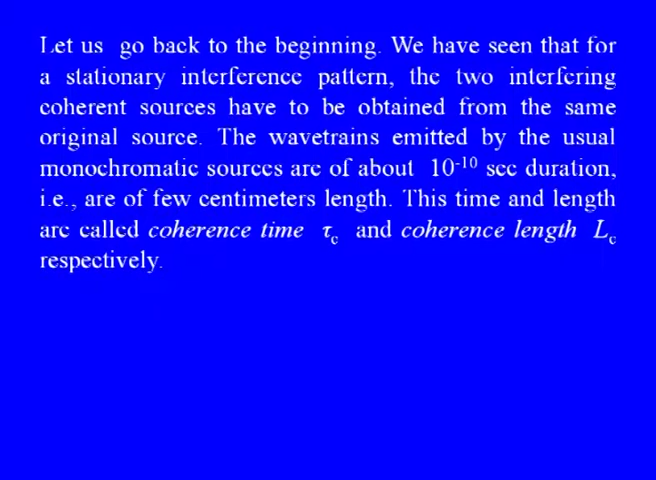 Let us go back to the beginning. We have seen that for
a stationary interference pattern, the two interfering
coherent sources have to be obtained from the same
original source. The wavetrains emitted by the usual
monochromatic sources are of about 10⁻¹⁰ sec duration,
i.e., are of few centimeters length. This time and length
are called coherence time τc and coherence length Lc
respectively.